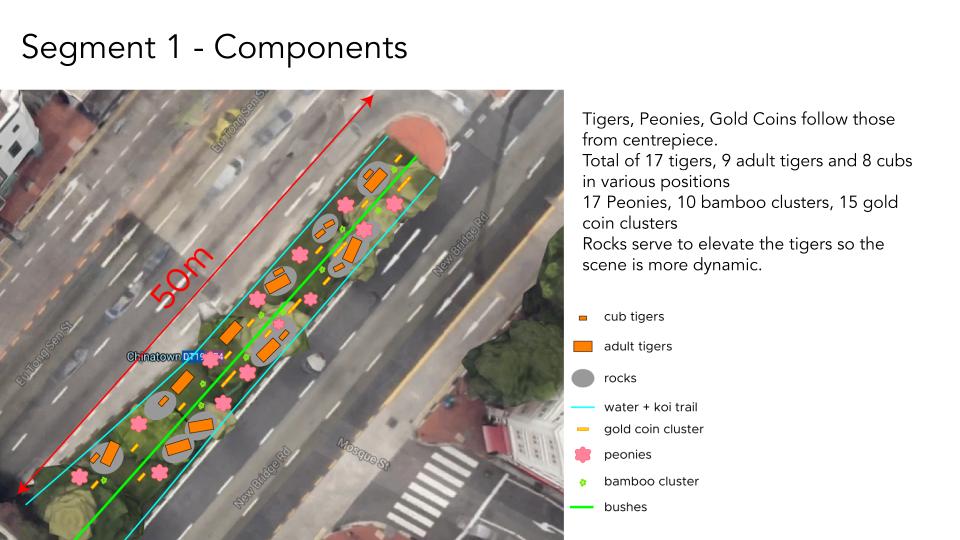 Segment 1 - Components
Eu Tong Sen St
50m
New Bridge Rd
Chinatown
Eu Tong Sen St
New Bridge Rd
Mosque St
Tigers, Peonies, Gold Coins follow those
from centrepiece.
Total of 17 tigers, 9 adult tigers and 8 cubs
in various positions
17 Peonies, 10 bamboo clusters, 15 gold
coin clusters
Rocks serve to elevate the tigers so the
scene is more dynamic.
cub tigers
adult tigers
rocks
water + koi trail
gold coin cluster
peonies
bamboo cluster
bushes